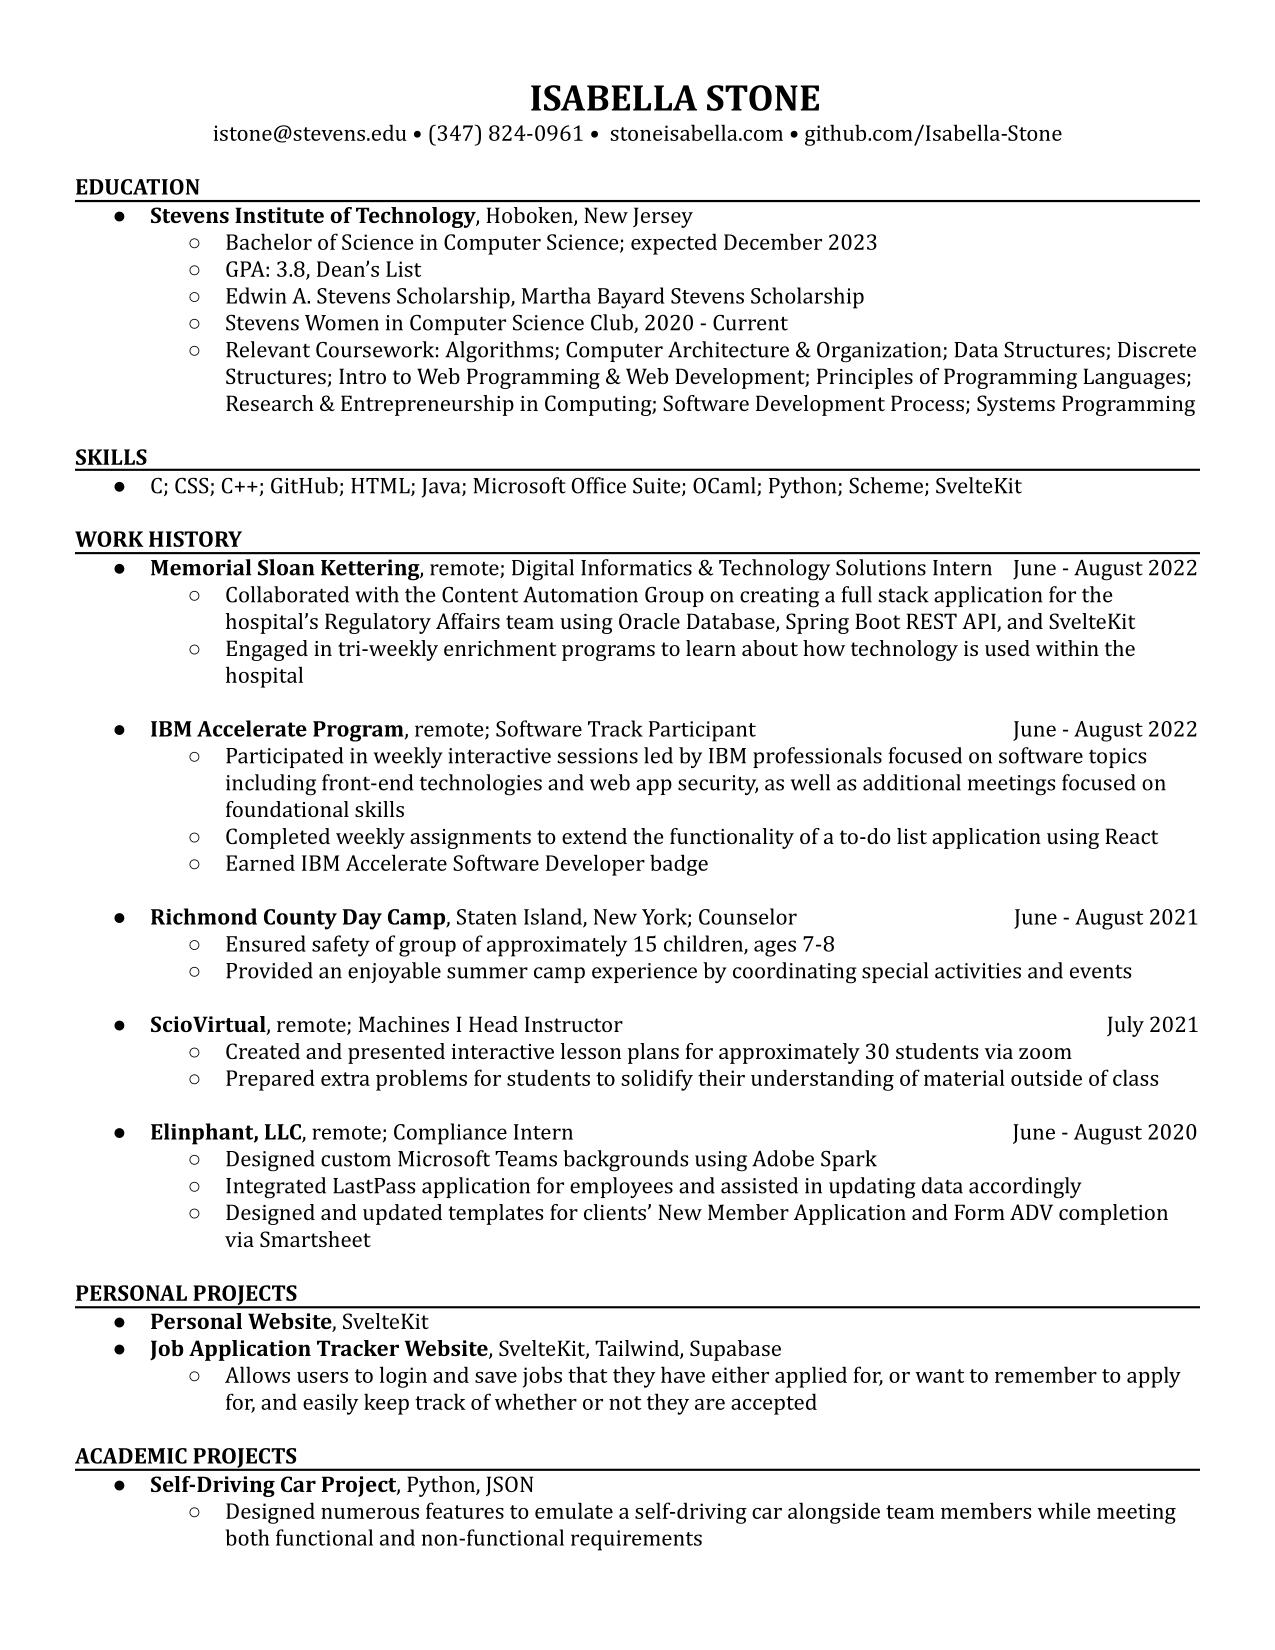 ISABELLA STONE
istone@stevens.edu • (347) 824-0961 • stoneisabella.com • github.com/Isabella-Stone
EDUCATION
● Stevens Institute of Technology, Hoboken, New Jersey
○ Bachelor of Science in Computer Science; expected December 2023
○ GPA: 3.8, Dean’s List
○ Edwin A. Stevens Scholarship, Martha Bayard Stevens Scholarship
○ Stevens Women in Computer Science Club, 2020 - Current
○ Relevant Coursework: Algorithms; Computer Architecture & Organization; Data Structures; Discrete
Structures; Intro to Web Programming & Web Development; Principles of Programming Languages;
Research & Entrepreneurship in Computing; Software Development Process; Systems Programming
SKILLS
● C; CSS; C++; GitHub; HTML; Java; Microsoft Office Suite; OCaml; Python; Scheme; SvelteKit
WORK HISTORY
● Memorial Sloan Kettering, remote; Digital Informatics & Technology Solutions Intern June - August 2022
○ Collaborated with the Content Automation Group on creating a full stack application for the
hospital’s Regulatory Affairs team using Oracle Database, Spring Boot REST API, and SvelteKit
○ Engaged in tri-weekly enrichment programs to learn about how technology is used within the
hospital
● IBM Accelerate Program, remote; Software Track Participant June - August 2022
○ Participated in weekly interactive sessions led by IBM professionals focused on software topics
including front-end technologies and web app security, as well as additional meetings focused on
foundational skills
○ Completed weekly assignments to extend the functionality of a to-do list application using React
○ Earned IBM Accelerate Software Developer badge
● Richmond County Day Camp, Staten Island, New York; Counselor June - August 2021
○ Ensured safety of group of approximately 15 children, ages 7-8
○ Provided an enjoyable summer camp experience by coordinating special activities and events
● ScioVirtual, remote; Machines I Head Instructor July 2021
○ Created and presented interactive lesson plans for approximately 30 students via zoom
○ Prepared extra problems for students to solidify their understanding of material outside of class
● Elinphant, LLC, remote; Compliance Intern June - August 2020
○ Designed custom Microsoft Teams backgrounds using Adobe Spark
○ Integrated LastPass application for employees and assisted in updating data accordingly
○ Designed and updated templates for clients’ New Member Application and Form ADV completion
via Smartsheet
PERSONAL PROJECTS
● Personal Website, SvelteKit
● Job Application Tracker Website, SvelteKit, Tailwind, Supabase
○ Allows users to login and save jobs that they have either applied for, or want to remember to apply
for, and easily keep track of whether or not they are accepted
ACADEMIC PROJECTS
● Self-Driving Car Project, Python, JSON
○ Designed numerous features to emulate a self-driving car alongside team members while meeting
both functional and non-functional requirements